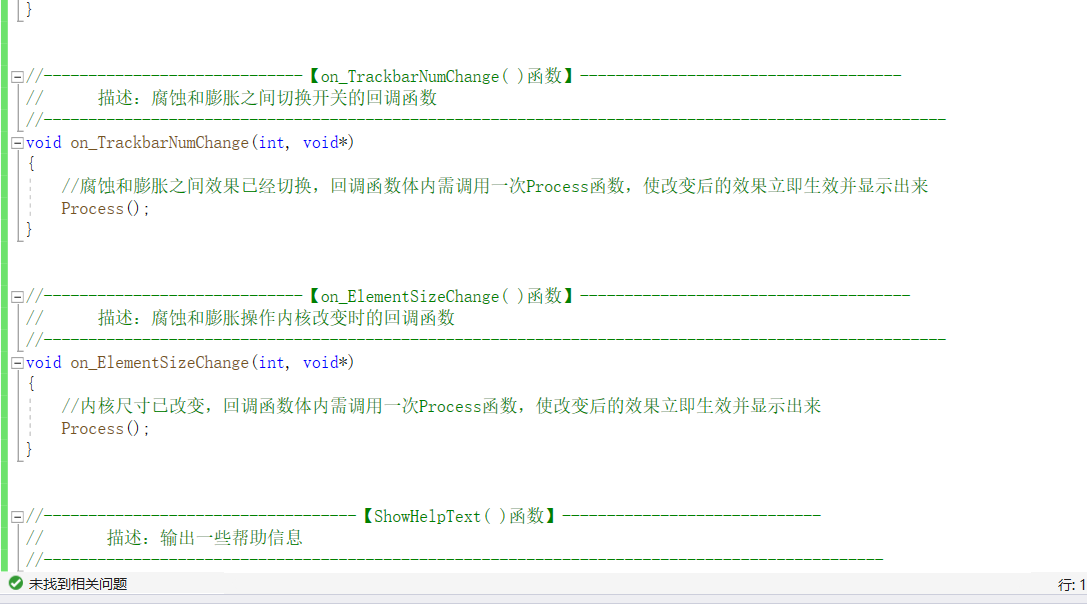 }
//-----------------------------【on_TrackbarNumChange( )函数】------------------------------------
//      描述：腐蚀和膨胀之间切换开关的回调函数
//-----------------------------------------------------------------------------------------------------
void on_TrackbarNumChange(int, void*)
{
    //腐蚀和膨胀之间效果已经切换，回调函数体内需调用一次Process函数，使改变后的效果立即生效并显示出来
    Process();
}
//-----------------------------【on_ElementSizeChange( )函数】-------------------------------------
//      描述：腐蚀和膨胀操作内核改变时的回调函数
//-----------------------------------------------------------------------------------------------------
void on_ElementSizeChange(int, void*)
{
    //内核尺寸已改变，回调函数体内需调用一次Process函数，使改变后的效果立即生效并显示出来
    Process();
}
//-----------------------------------【ShowHelpText( )函数】-----------------------------
//       描述：输出一些帮助信息
//----------------------------------------------------------------------------------------------
未找到相关问题
行: 1